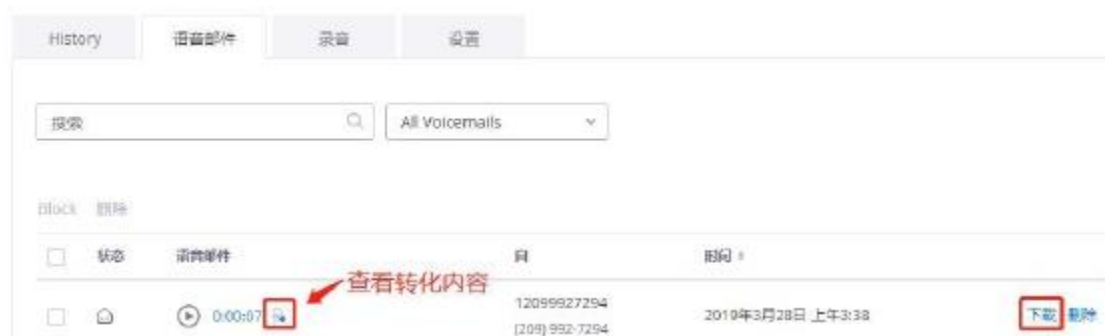 History 语音邮件 录音 设置
搜索 All Voicemails
Block 删除
状态 语音邮件 自 时间
查看转化内容
0:00:07 12099927294 2019年3月28日 上午3:38 下载 删除
(209) 992-7294